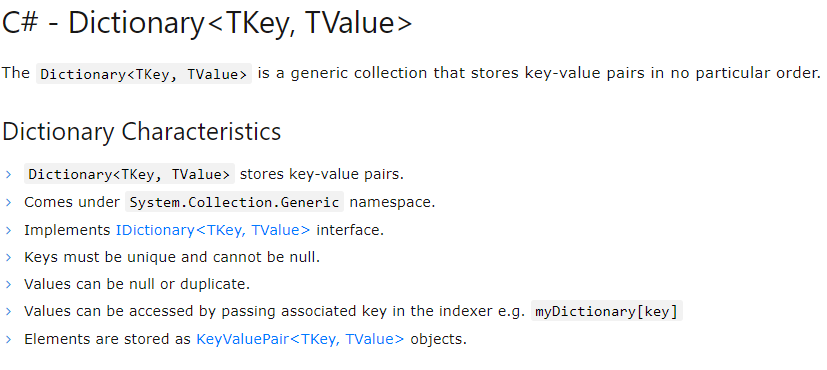 C# - Dictionary<TKey, TValue>
The Dictionary<TKey, TValue> is a generic collection that stores key-value pairs in no particular order.
Dictionary Characteristics
Dictionary<TKey, TValue> stores key-value pairs.
Comes under System.Collection.Generic namespace.
Implements IDictionary<TKey, TValue> interface.
Keys must be unique and cannot be null.
Values can be null or duplicate.
Values can be accessed by passing associated key in the indexer e.g. myDictionary[key]
Elements are stored as KeyValuePair<TKey, TValue> objects.